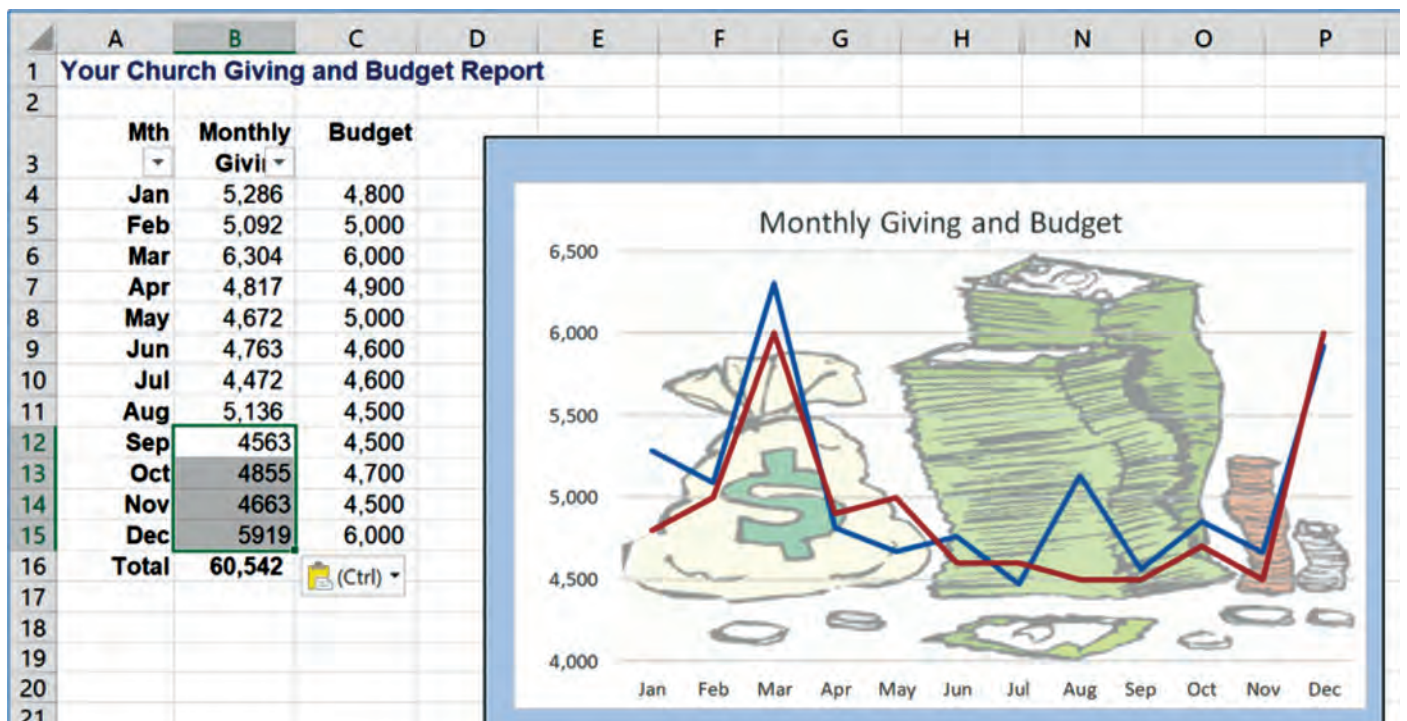 A B C D E F G H N O P
1 Your Church Giving and Budget Report
2
Mth Monthly Budget
3 Givi
4 Jan 5,286 4,800
5 Feb 5,092 5,000
6 Mar 6,304 6,000
7 Apr 4,817 4,900
8 May 4,672 5,000
9 Jun 4,763 4,600
10 Jul 4,472 4,600
11 Aug 5,136 4,500
12 Sep 4563 4,500
13 Oct 4855 4,700
14 Nov 4663 4,500
15 Dec 5919 6,000
16 Total 60,542 (Ctrl)
17
18
19
20
21
Monthly Giving and Budget
6,500
6,000
5,500
5,000
4,500
4,000
$
Jan Feb Mar Apr May Jun Jul Aug Sep Oct Nov Dec